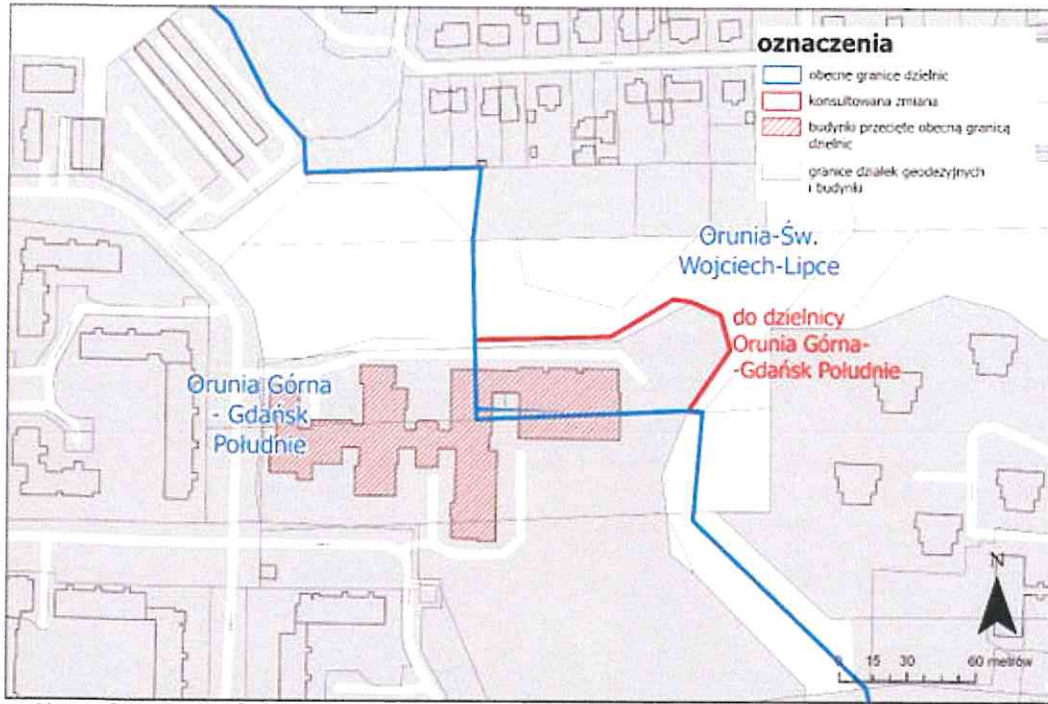 oznaczenia
obecne granice dzielnic
konsultowana zmiana
budynki przecięte obecną granicą
dzielnic
granice działek geodezyjnych
i budynki
Orunia-Św.
Wojciech-Lipce
do dzielnicy
Orunia Górna-
-Gdańsk Południe
Orunia Górna
- Gdańsk
Południe
N
0 15 30 60 metrów